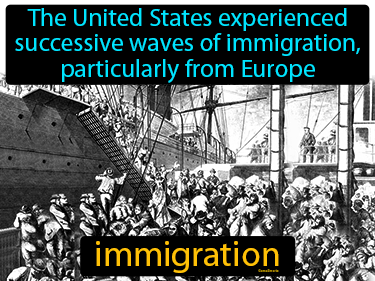 The United States experienced
successive waves of immigration,
particularly from Europe
immigration